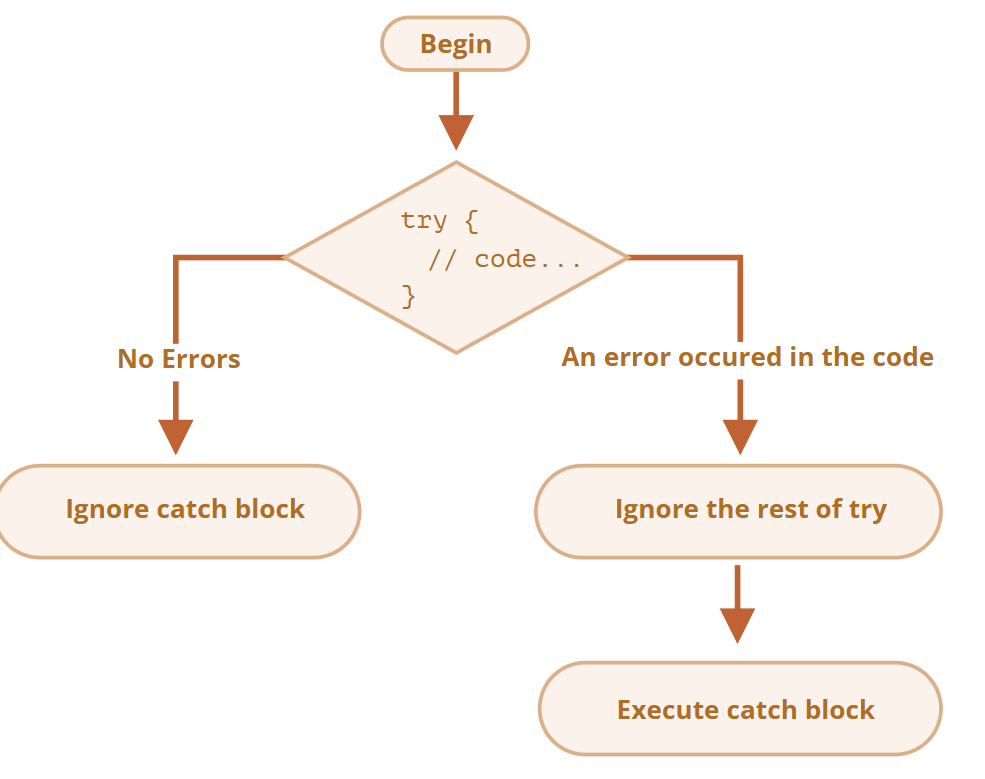 Begin
try {
// code...
}
No Errors
An error occured in the code
Ignore catch block
Ignore the rest of try
Execute catch block